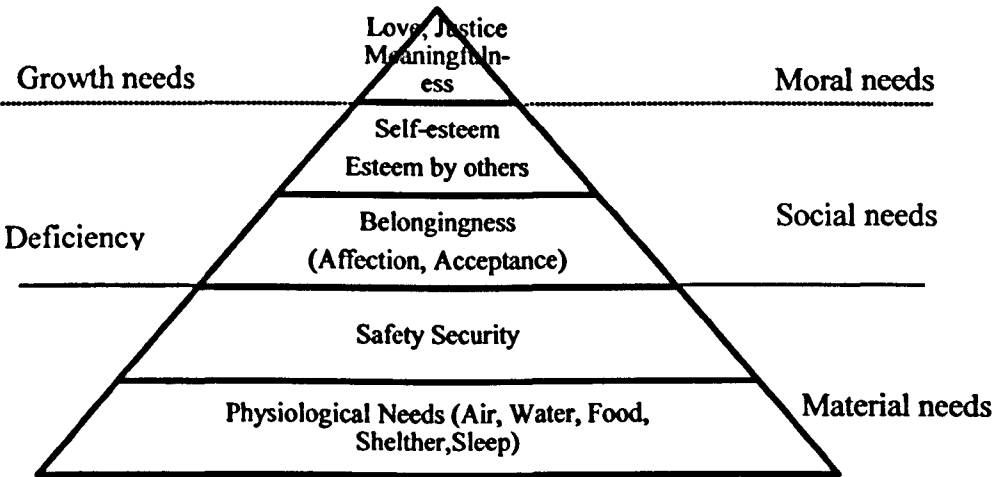 Love, Justice
Meaningfuln-
ess
Growth needs
Moral needs
Self-esteem
Esteem by others
Social needs
Belongingness
Deficiency
(Affection, Acceptance)
Safety Security
Material needs
Physiological Needs (Air, Water, Food,
Shelther,Sleep)